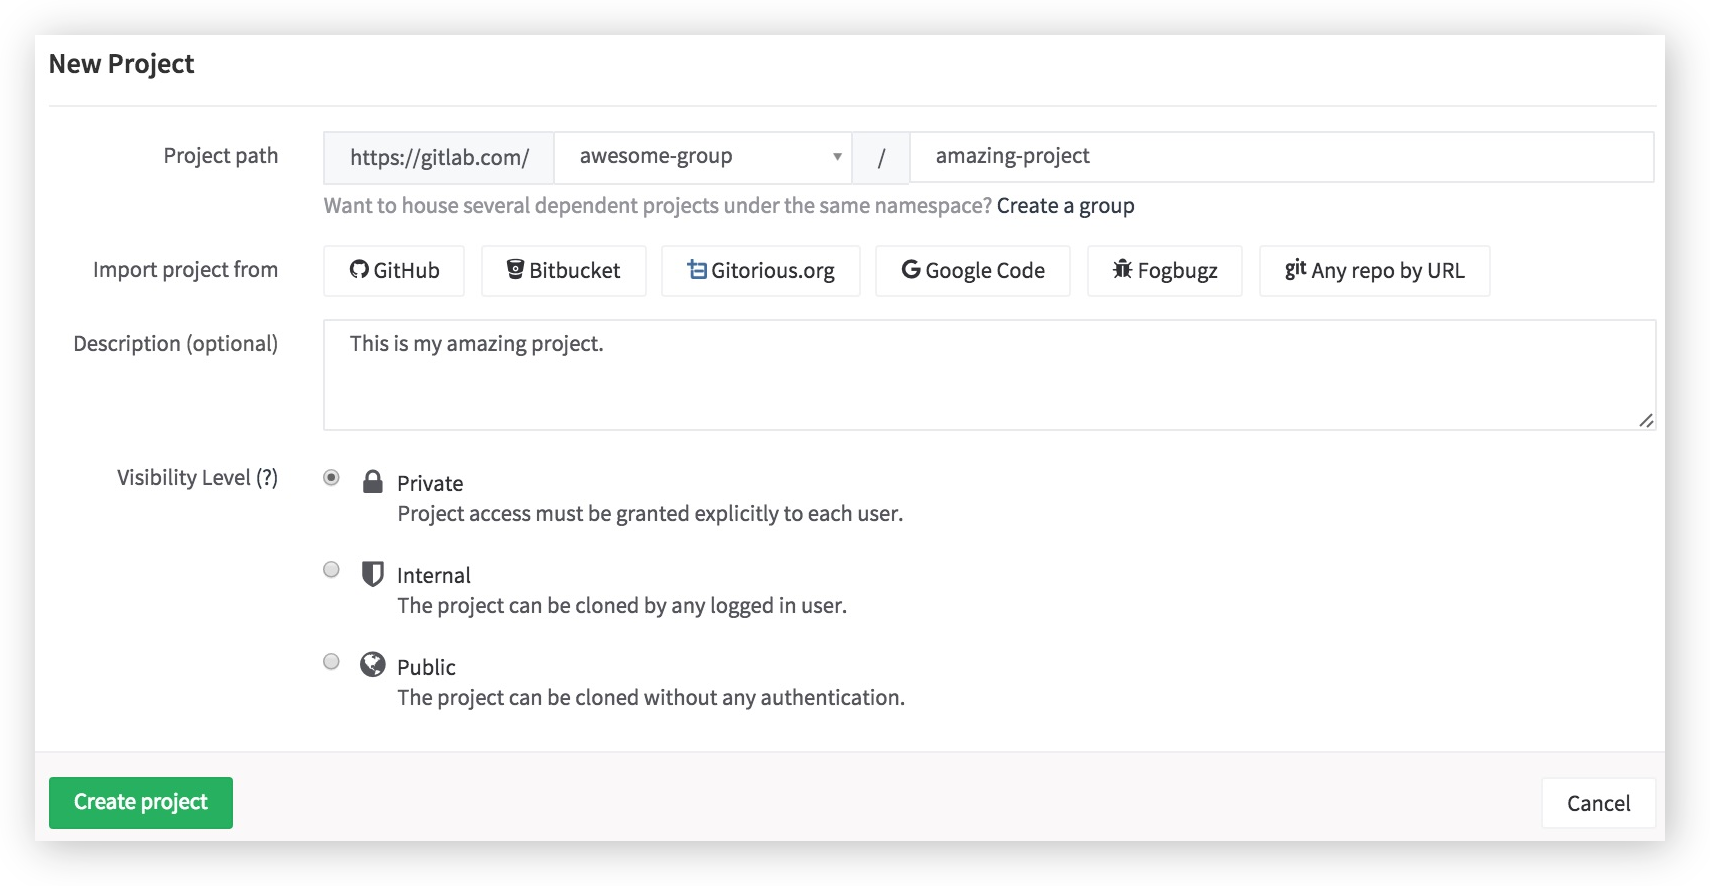 New Project
Project path https://gitlab.com/ awesome-group / amazing-project
Want to house several dependent projects under the same namespace? Create a group
Import project from GitHub Bitbucket Gitorious.org Google Code Fogbugz git Any repo by URL
Description (optional) This is my amazing project.
Visibility Level (?) Private
Project access must be granted explicitly to each user.
Internal
The project can be cloned by any logged in user.
Public
The project can be cloned without any authentication.
Create project Cancel